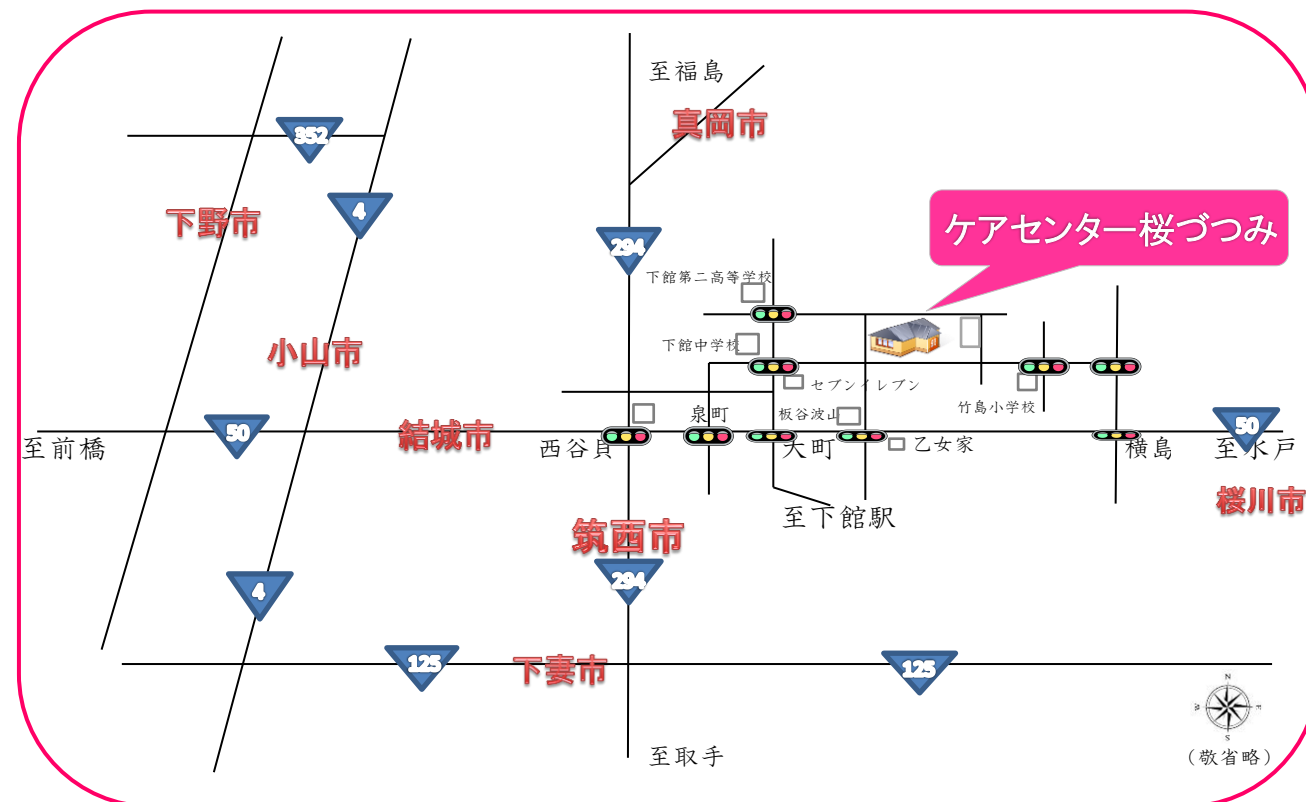 至福島
真岡市
352
4
下野市
ケアセンター桜づつみ
294
下館第二高等学校
下館中学校
小山市
セブンイレブン
竹島小学校
泉町
板谷波山
50
結城市
50
至前橋
西谷貝
大町
乙女家
横島
至水戸
桜川市
至下館駅
筑西市
294
4
125
下妻市
125
N
W
E
S
至取手
(敬省略)